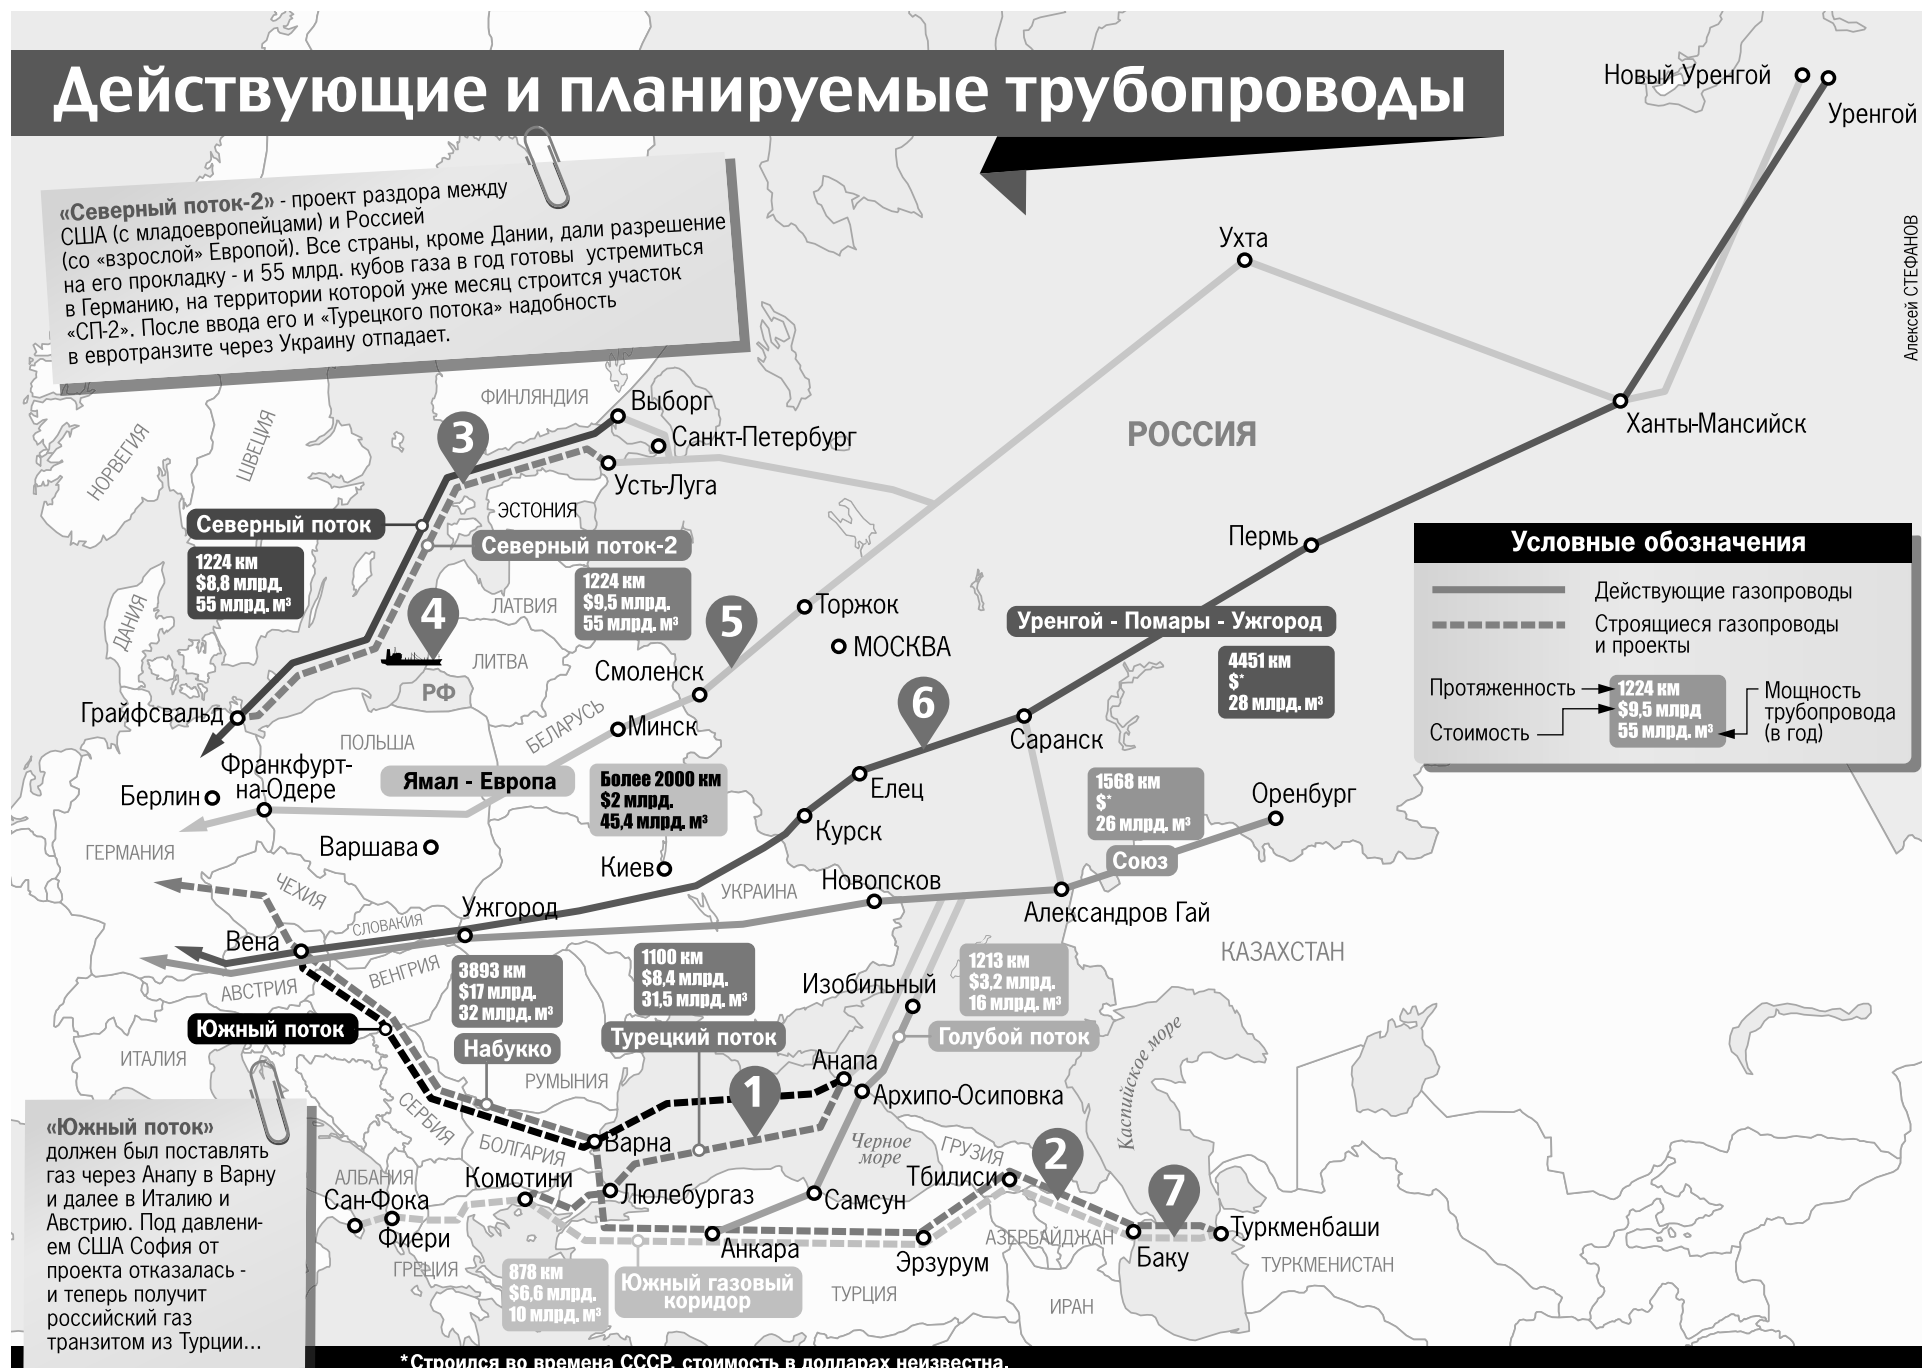 Действующие и планируемые трубопроводы
Новый Уренгой
Уренгой
Алексей СТЕФАНОВ
«Северный поток-2» - проект раздора между
США (с младоевропейцами) и Россией
(со «взрослой» Европой). Все страны, кроме Дании, дали разрешение
на его прокладку - и 55 млрд. кубов газа в год готовы устремиться
в Германию, на территории которой уже месяц строится участок
«СП-2». После ввода его и «Турецкого потока» надобность
в евротранзите через Украину отпадает.
Ухта
ФИНЛЯНДИЯ
Выборг
Санкт-Петербург
РОССИЯ
Ханты-Мансийск
НОРВЕГИЯ
ШВЕЦИЯ
3
Усть-Луга
ЭСТОНИЯ
Северный поток
1224 км
$8,8 млрд.
55 млрд. м³
Северный поток-2
1224 км
$9,5 млрд.
55 млрд. м³
Пермь
Условные обозначения
Действующие газопроводы
Строящиеся газопроводы
и проекты
Протяженность
Стоимость
1224 км
$9,5 млрд
55 млрд. м³
Мощность
трубопровода
(в год)
ДАНИЯ
ЛАТВИЯ
4
5
Торжок
МОСКВА
Уренгой - Помары - Ужгород
4451 км
$*
28 млрд. м³
ЛИТВА
РФ
Смоленск
6
Грайфсвальд
БЕЛАРУСЬ
Минск
Саранск
ПОЛЬША
Франкфурт-
на-Одере
Берлин
Ямал - Европа
Более 2000 км
$2 млрд.
45,4 млрд. м³
Елец
1568 км
$*
26 млрд. м³
Оренбург
Курск
Союз
ГЕРМАНИЯ
Варшава
Киев
ЧЕХИЯ
УКРАИНА
Новопсков
Ужгород
Александров Гай
СЛОВАКИЯ
Вена
КАЗАХСТАН
ВЕНГРИЯ
АВСТРИЯ
3893 км
$17 млрд.
32 млрд. м³
1100 км
$8,4 млрд.
31,5 млрд. м³
Изобильный
1213 км
$3,2 млрд.
16 млрд. м³
Южный поток
Набукко
Турецкий поток
Голубой поток
ИТАЛИЯ
РУМЫНИЯ
Анапа
Каспийское море
1
Архипо-Осиповка
СЕРБИЯ
«Южный поток»
должен был поставлять
газ через Анапу в Варну
и далее в Италию и
Австрию. Под давлени-
ем США София от
проекта отказалась -
и теперь получит
российский газ
транзитом из Турции...
БОЛГАРИЯ
Варна
Черное
море
ГРУЗИЯ
2
АЛБАНИЯ
Комотини
Тбилиси
7
Сан-Фока
Люлебургаз
Самсун
Фиери
Анкара
Эрзурум
АЗЕРБАЙДЖАН
Баку
Туркменбаши
ГРЕЦИЯ
878 км
$6,6 млрд.
10 млрд. м³
Южный газовый
коридор
ТУРЦИЯ
ИРАН
ТУРКМЕНИСТАН
*Строился во времена СССР, стоимость в долларах неизвестна.